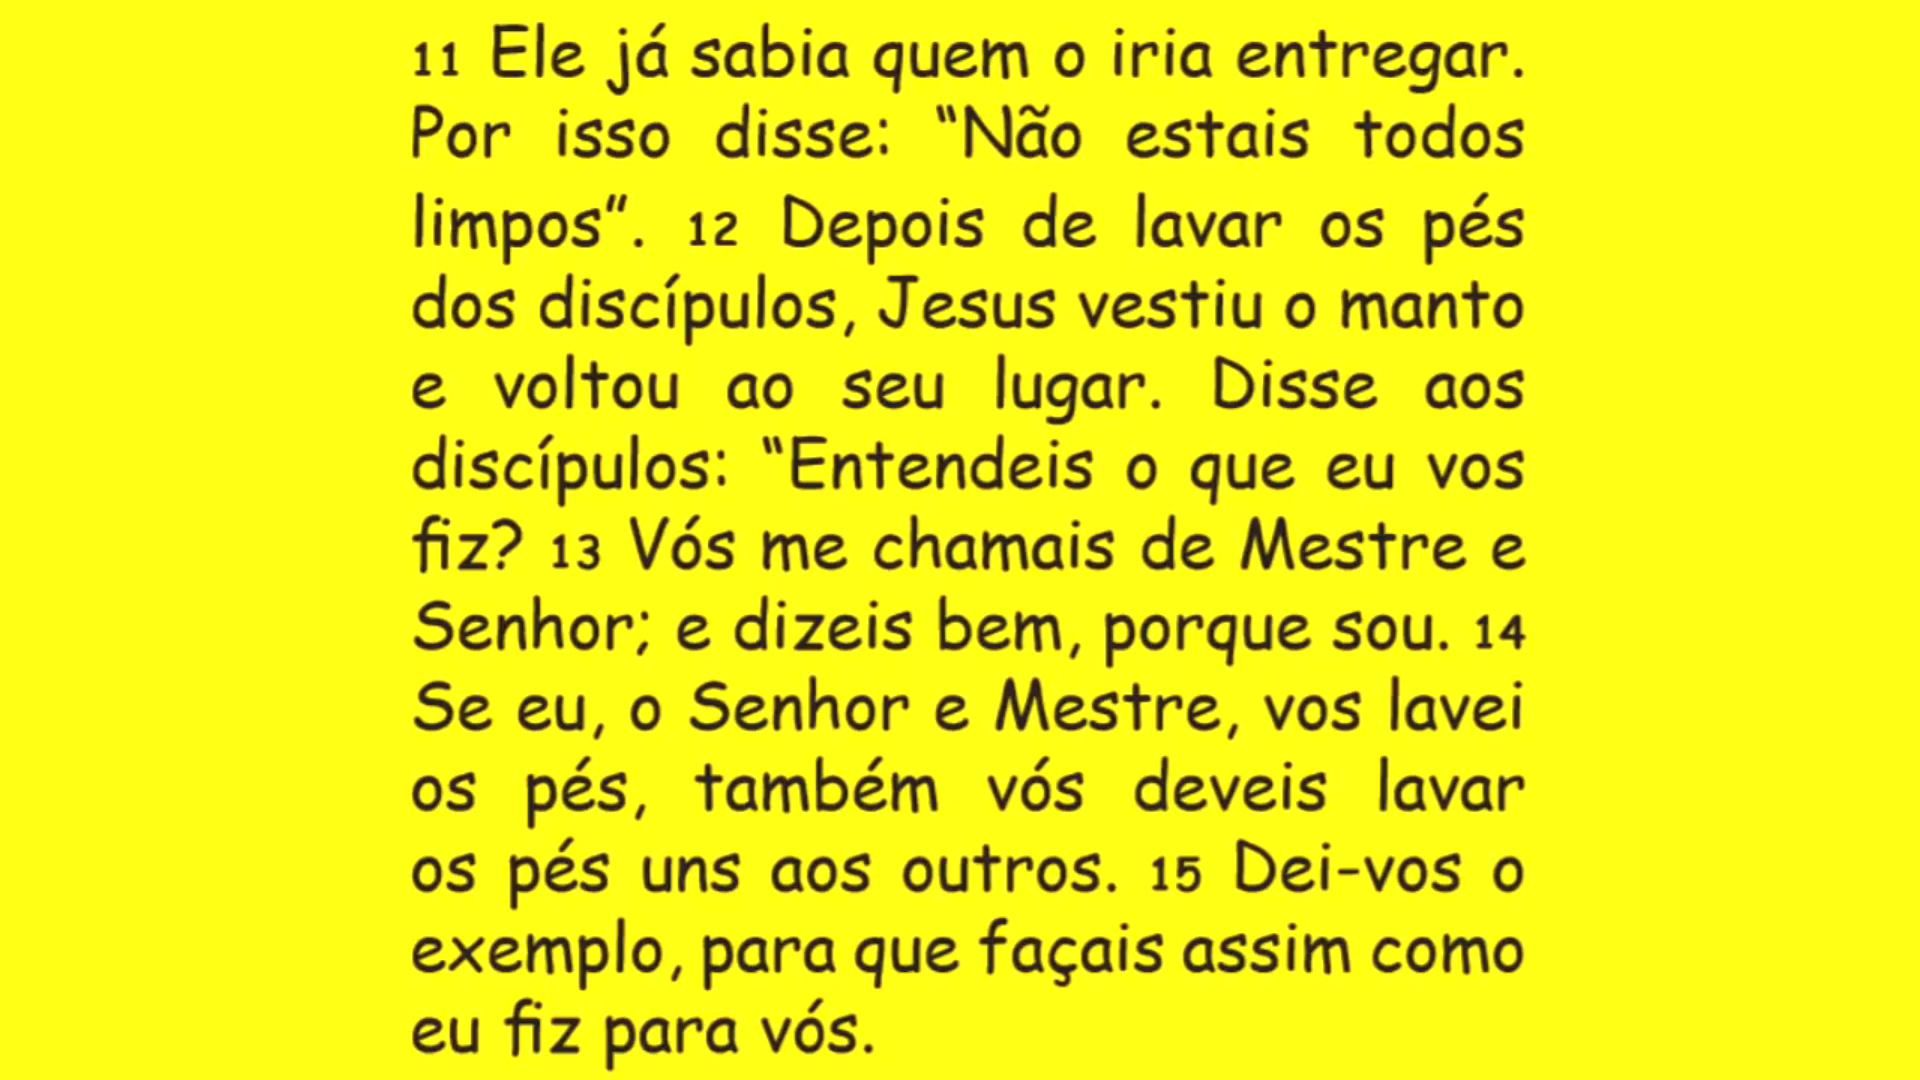 11 Ele já sabia quem o iria entregar.
Por isso disse: “Não estais todos
limpos”. 12 Depois de lavar os pés
dos discípulos, Jesus vestiu o manto
e voltou ao seu lugar. Disse aos
discípulos: “Entendeis o que eu vos
fiz? 13 Vós me chamais de Mestre e
Senhor; e dizeis bem, porque sou. 14
Se eu, o Senhor e Mestre, vos lavei
os pés, também vós deveis lavar
os pés uns aos outros. 15 Dei-vos o
exemplo, para que façais assim como
eu fiz para vós.